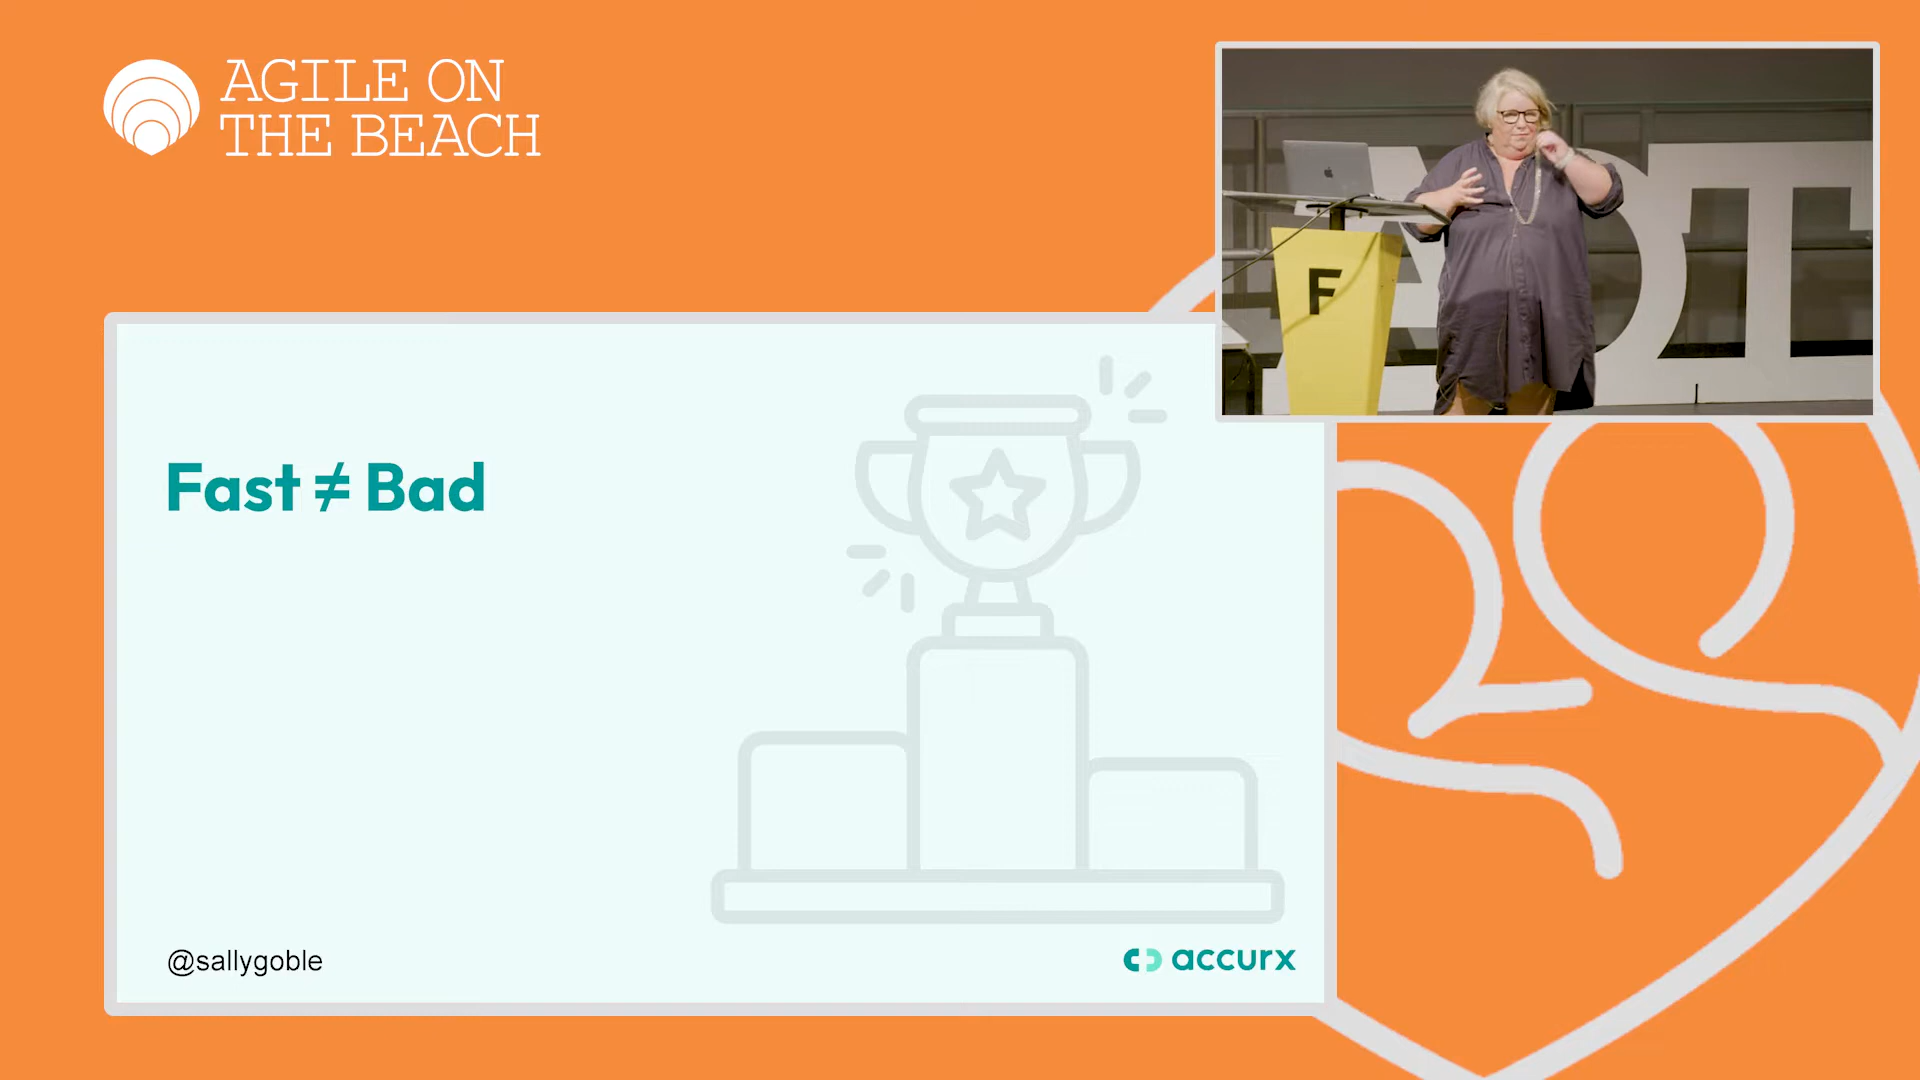 AGILE ON
THE BEACH
F
Fast ≠ Bad
@sallygoble
accurx